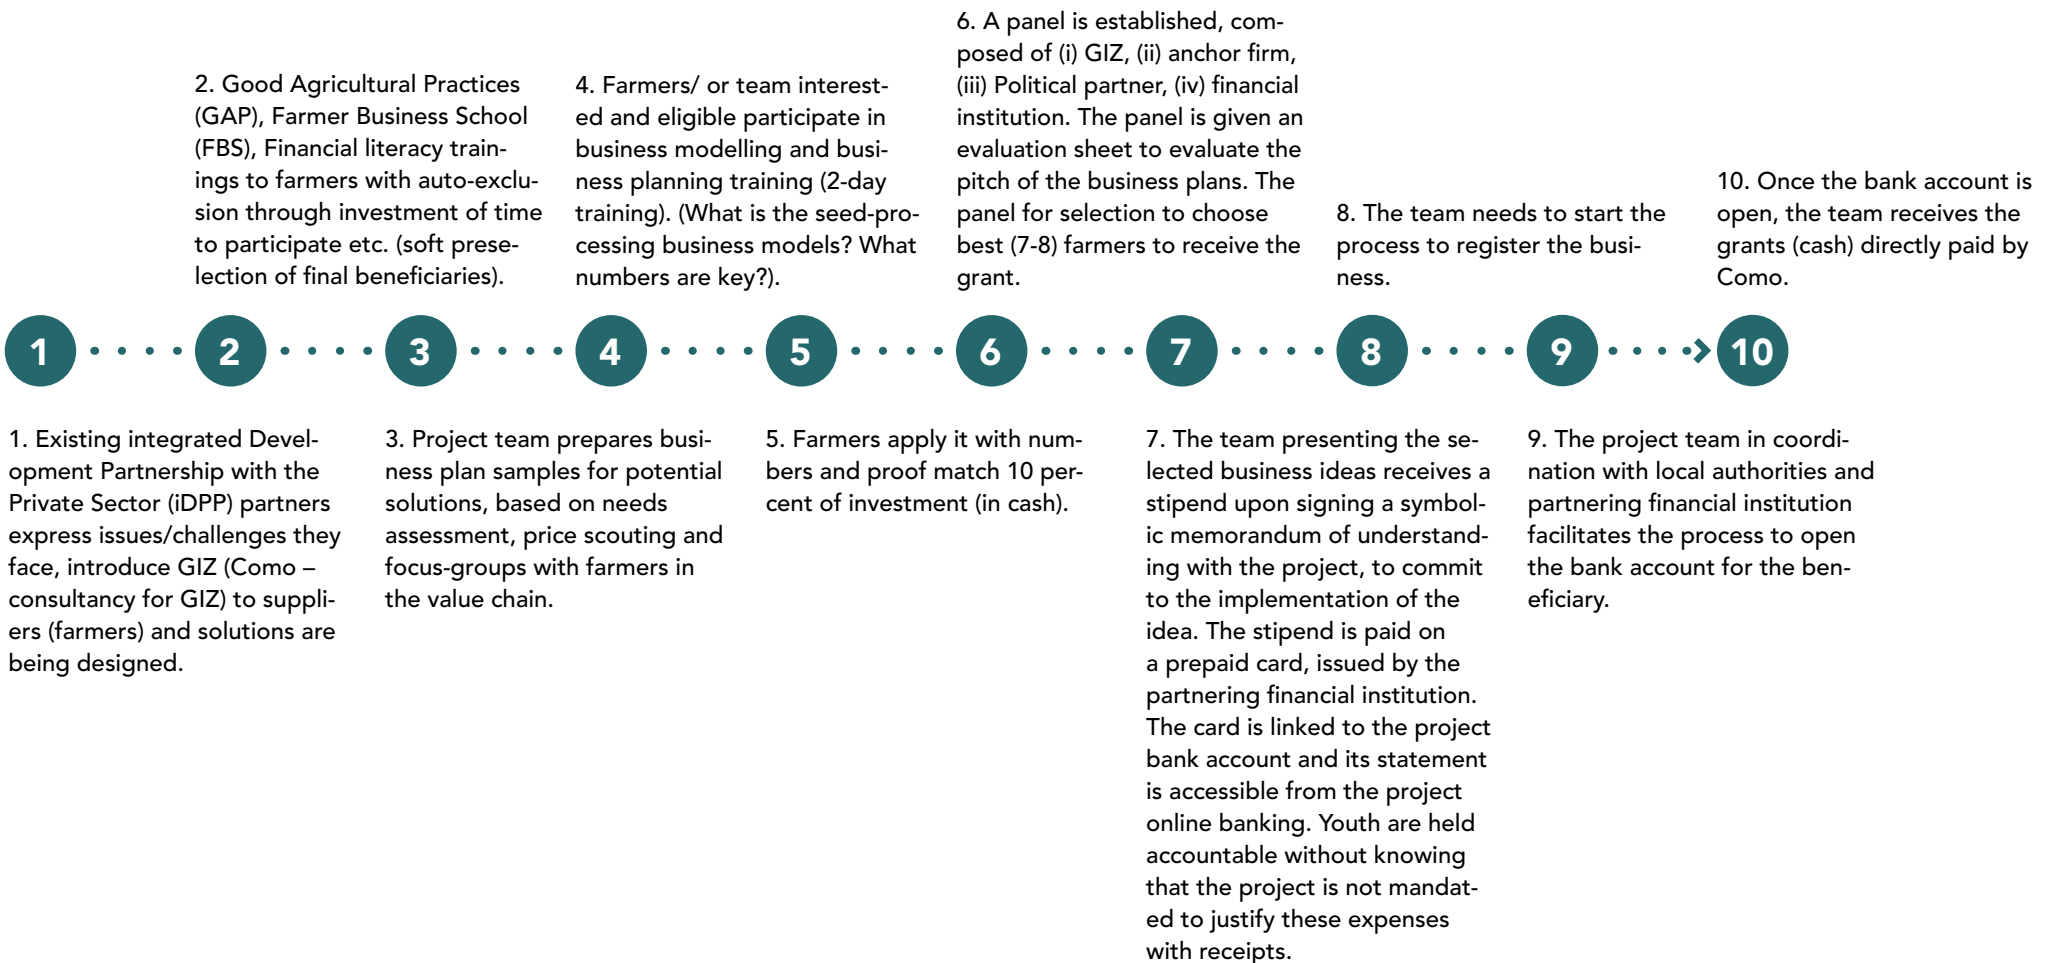 6. A panel is established, com-
posed of (i) GIZ, (ii) anchor firm,
(iii) Political partner, (iv) financial
institution. The panel is given an
evaluation sheet to evaluate the
pitch of the business plans. The
panel for selection to choose
best (7-8) farmers to receive the
grant.
2. Good Agricultural Practices
(GAP), Farmer Business School
(FBS), Financial literacy train-
ings to farmers with auto-exclu-
sion through investment of time
to participate etc. (soft prese-
lection of final beneficiaries).
4. Farmers/ or team interest-
ed and eligible participate in
business modelling and busi-
ness planning training (2-day
training). (What is the seed-pro-
cessing business models? What
numbers are key?).
8. The team needs to start the
process to register the busi-
ness.
10. Once the bank account is
open, the team receives the
grants (cash) directly paid by
Como.
1 2 3 4 5 6 7 8 9 10
1. Existing integrated Devel-
opment Partnership with the
Private Sector (iDPP) partners
express issues/challenges they
face, introduce GIZ (Como –
consultancy for GIZ) to suppli-
ers (farmers) and solutions are
being designed.
3. Project team prepares busi-
ness plan samples for potential
solutions, based on needs
assessment, price scouting and
focus-groups with farmers in
the value chain.
5. Farmers apply it with num-
bers and proof match 10 per-
cent of investment (in cash).
7. The team presenting the se-
lected business ideas receives a
stipend upon signing a symbol-
ic memorandum of understand-
ing with the project, to commit
to the implementation of the
idea. The stipend is paid on
a prepaid card, issued by the
partnering financial institution.
The card is linked to the project
bank account and its statement
is accessible from the project
online banking. Youth are held
accountable without knowing
that the project is not mandat-
ed to justify these expenses
with receipts.
9. The project team in coordi-
nation with local authorities and
partnering financial institution
facilitates the process to open
the bank account for the ben-
eficiary.